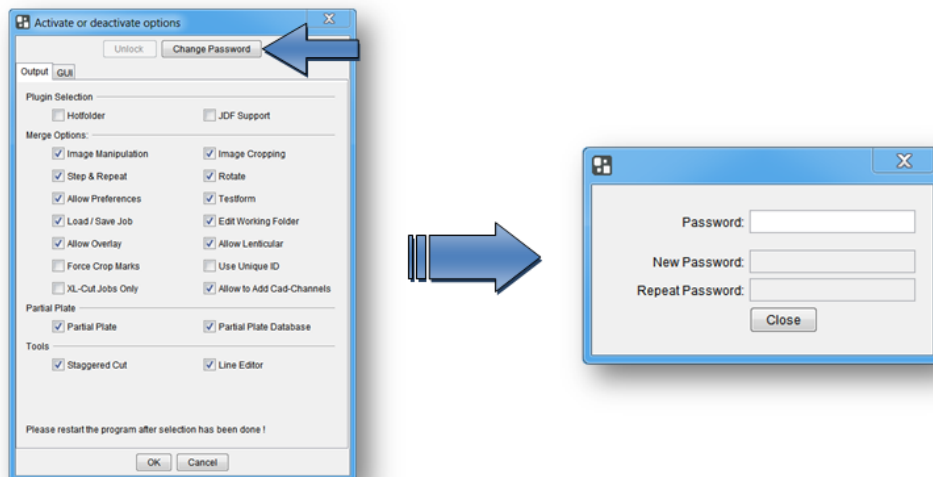 Activate or deactivate options
Unlock Change Password
Output GUI
Plugin Selection
Hotfolder JDF Support
Merge Options:
Image Manipulation Image Cropping
Step & Repeat Rotate
Allow Preferences Testform
Load / Save Job Edit Working Folder
Allow Overlay Allow Lenticular
Force Crop Marks Use Unique ID
XL-Cut Jobs Only Allow to Add Cad-Channels
Partial Plate
Partial Plate Partial Plate Database
Tools
Staggered Cut Line Editor
Please restart the program after selection has been done !
OK Cancel
Password:
New Password:
Repeat Password:
Close